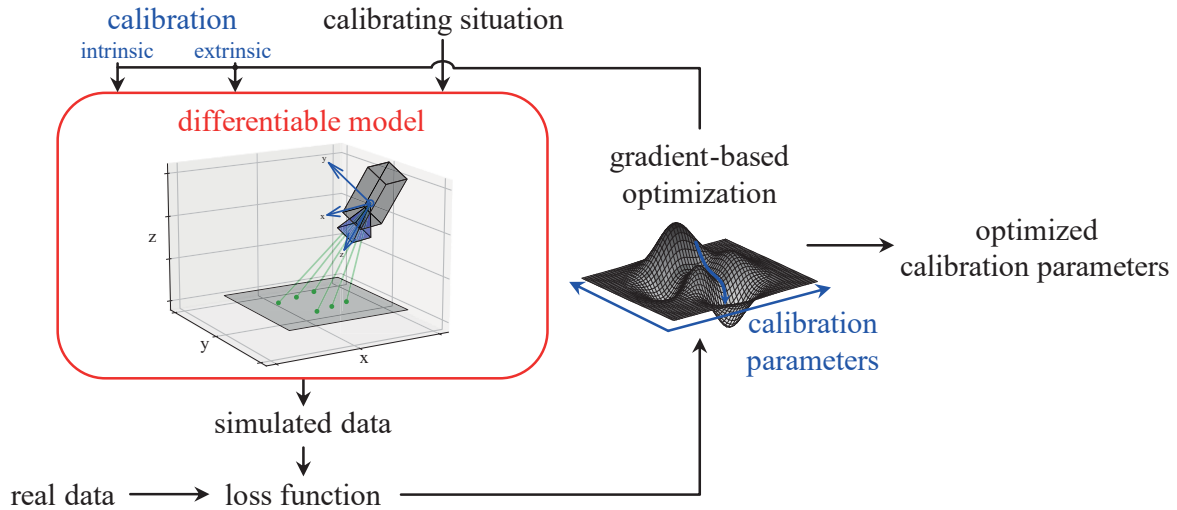 calibration
calibrating situation
intrinsic
extrinsic
differentiable model
y
x
z
z
y
x
gradient-based
optimization
optimized
calibration parameters
calibration
parameters
simulated data
real data
loss function